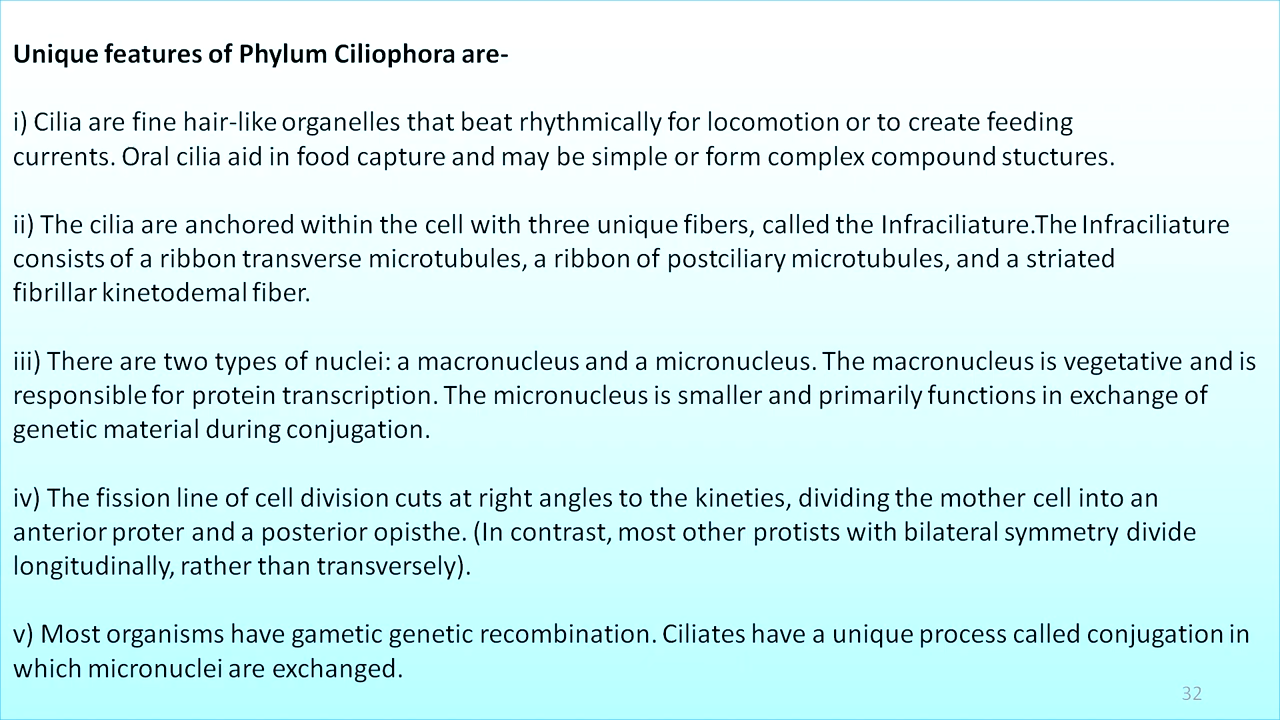 Unique features of Phylum Ciliophora are-
i) Cilia are fine hair-like organelles that beat rhythmically for locomotion or to create feeding
currents. Oral cilia aid in food capture and may be simple or form complex compound stuctures.
ii) The cilia are anchored within the cell with three unique fibers, called the Infraciliature.The Infraciliature
consists of a ribbon transverse microtubules, a ribbon of postciliary microtubules, and a striated
fibrillar kinetodemal fiber.
iii) There are two types of nuclei: a macronucleus and a micronucleus. The macronucleus is vegetative and is
responsible for protein transcription. The micronucleus is smaller and primarily functions in exchange of
genetic material during conjugation.
iv) The fission line of cell division cuts at right angles to the kineties, dividing the mother cell into an
anterior proter and a posterior opisthe. (In contrast, most other protists with bilateral symmetry divide
longitudinally, rather than transversely).
v) Most organisms have gametic genetic recombination. Ciliates have a unique process called conjugation in
which micronuclei are exchanged.
32